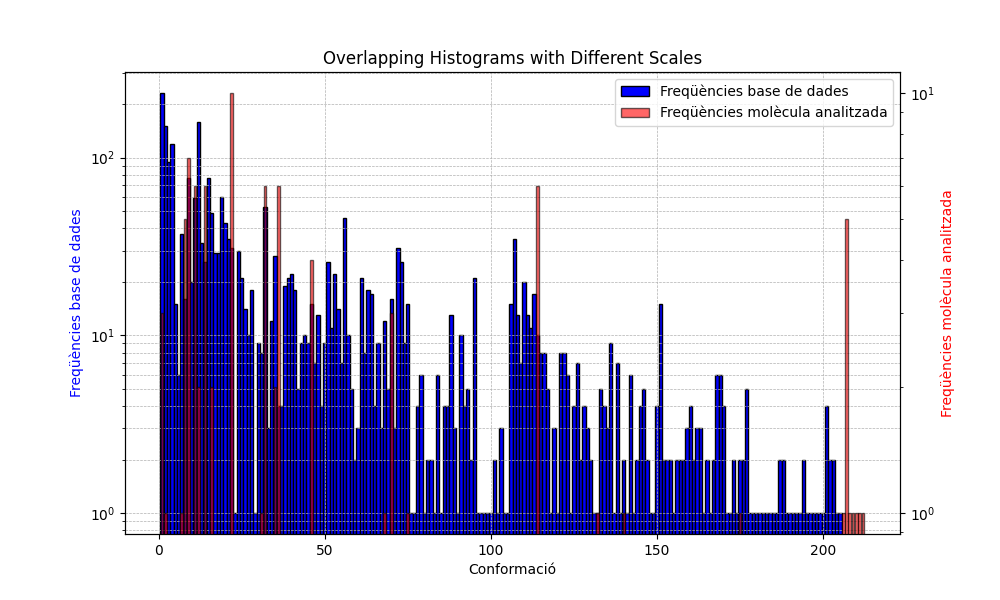 Overlapping Histograms with Different Scales
Freqüències base de dades
Freqüències molècula analitzada
Freqüències base de dades
10²
10¹
10⁰
Freqüències molècula analitzada
10¹
10⁰
0 50 100 150 200
Conformació